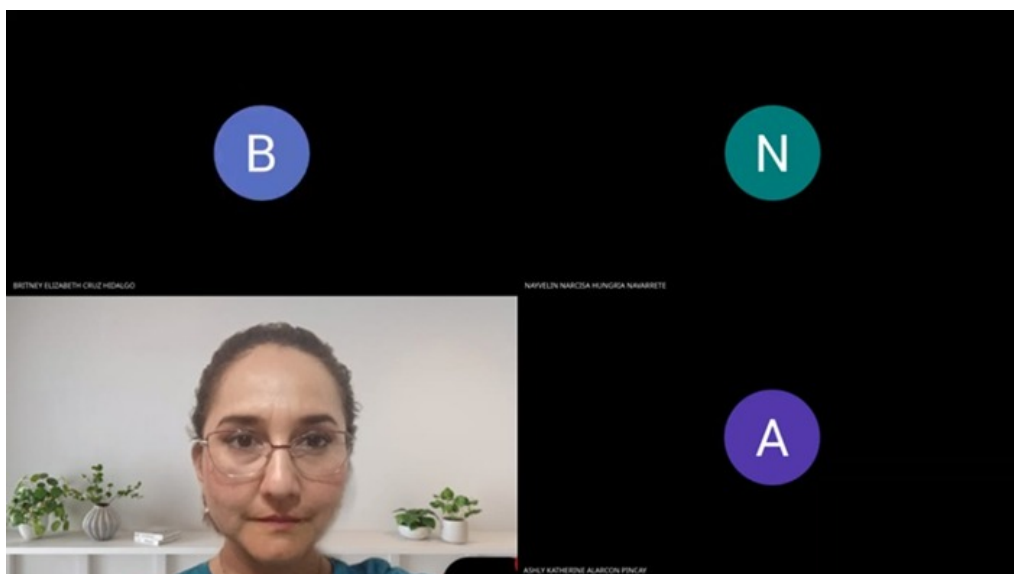 B
N
BRITNEY ELIZABETH CRUZ HIDALGO
NAYVELIN NARCISA HUNGRIA NAVARRETE
A
ASHLY KATHERINE ALARCON PINCAY